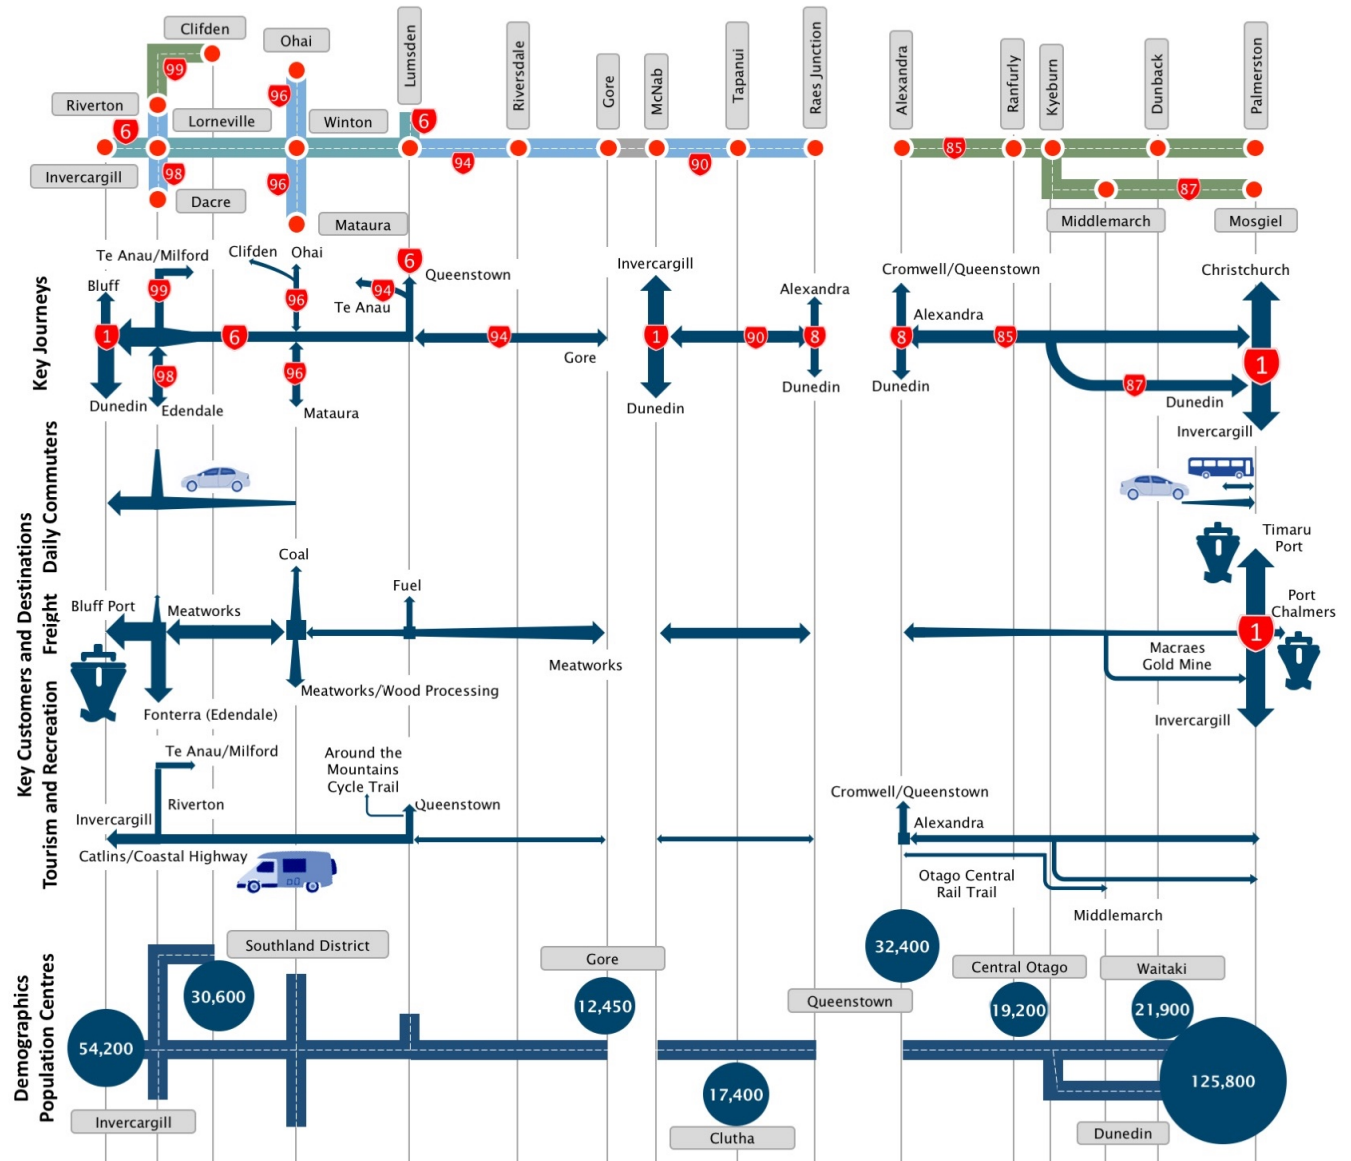 Clifden
Ohai
Lumsden
Riversdale
Gore
McNab
Tapanui
Raes Junction
Alexandra
Ranfurly
Kyeburn
Dunback
Palmerston
99
96
Riverton
6
Lorneville
Winton
6
94
90
85
Invercargill
98
96
87
Dacre
Mataura
Middlemarch
Mosgiel
Key Journeys
Te Anau/Milford
Clifden
Ohai
6
Queenstown
Invercargill
Cromwell/Queenstown
Christchurch
Bluff
99
96
94
Te Anau
Alexandra
Alexandra
1
6
94
Gore
1
90
8
8
85
1
98
96
87
Dunedin
Edendale
Mataura
Dunedin
Dunedin
Dunedin
Dunedin
Invercargill
Key Customers and Destinations
Daily Commuters
Freight
Coal
Fuel
Timaru
Port
Bluff Port
Meatworks
Port
Chalmers
1
Meatworks
Macraes
Gold Mine
Meatworks/Wood Processing
Fonterra (Edendale)
Invercargill
Tourism and Recreation
Te Anau/Milford
Around the
Mountains
Cycle Trail
Riverton
Queenstown
Cromwell/Queenstown
Invercargill
Alexandra
Catlins/Coastal Highway
Otago Central
Rail Trail
Middlemarch
Demographics
Population Centres
Southland District
Gore
32,400
Central Otago
Waitaki
30,600
12,450
Queenstown
19,200
21,900
54,200
17,400
125,800
Invercargill
Clutha
Dunedin